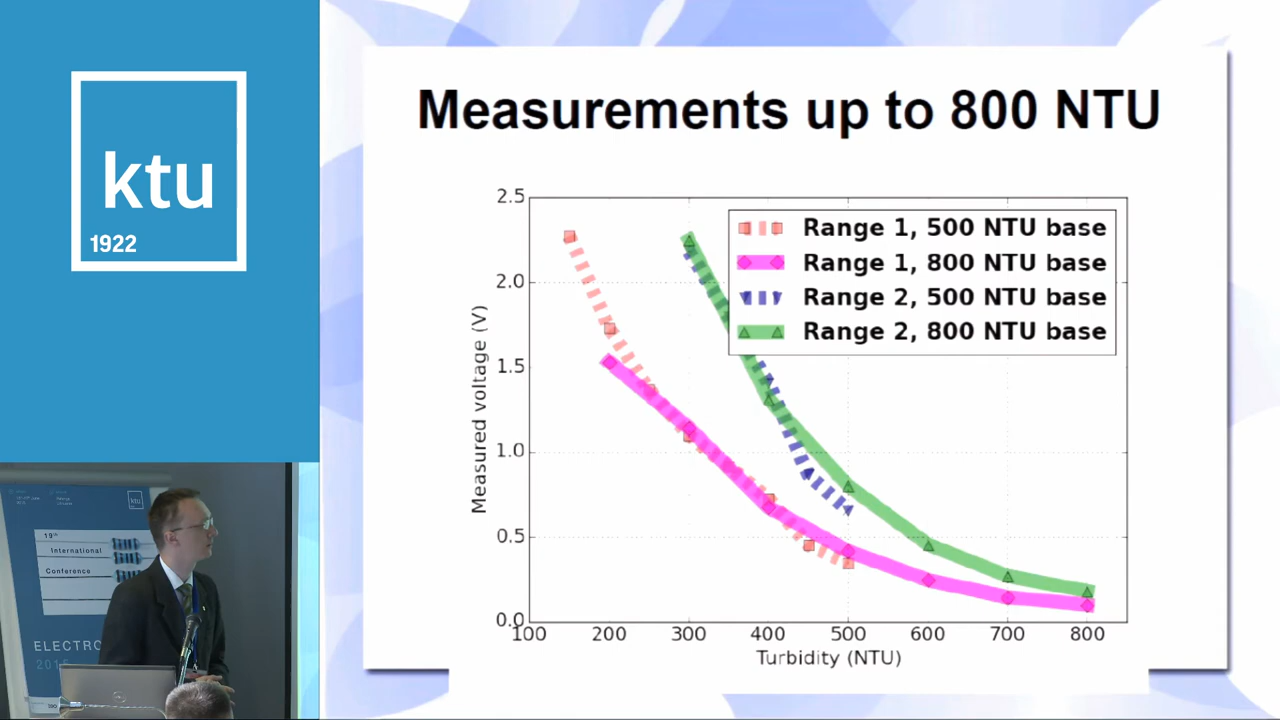 ktu
1922
19th
International
Conference
ELECTRO
Measurements up to 800 NTU
2.5
2.0
1.5
1.0
0.5
0.0
Measured voltage (V)
Range 1, 500 NTU base
Range 1, 800 NTU base
Range 2, 500 NTU base
Range 2, 800 NTU base
100 200 300 400 500 600 700 800
Turbidity (NTU)